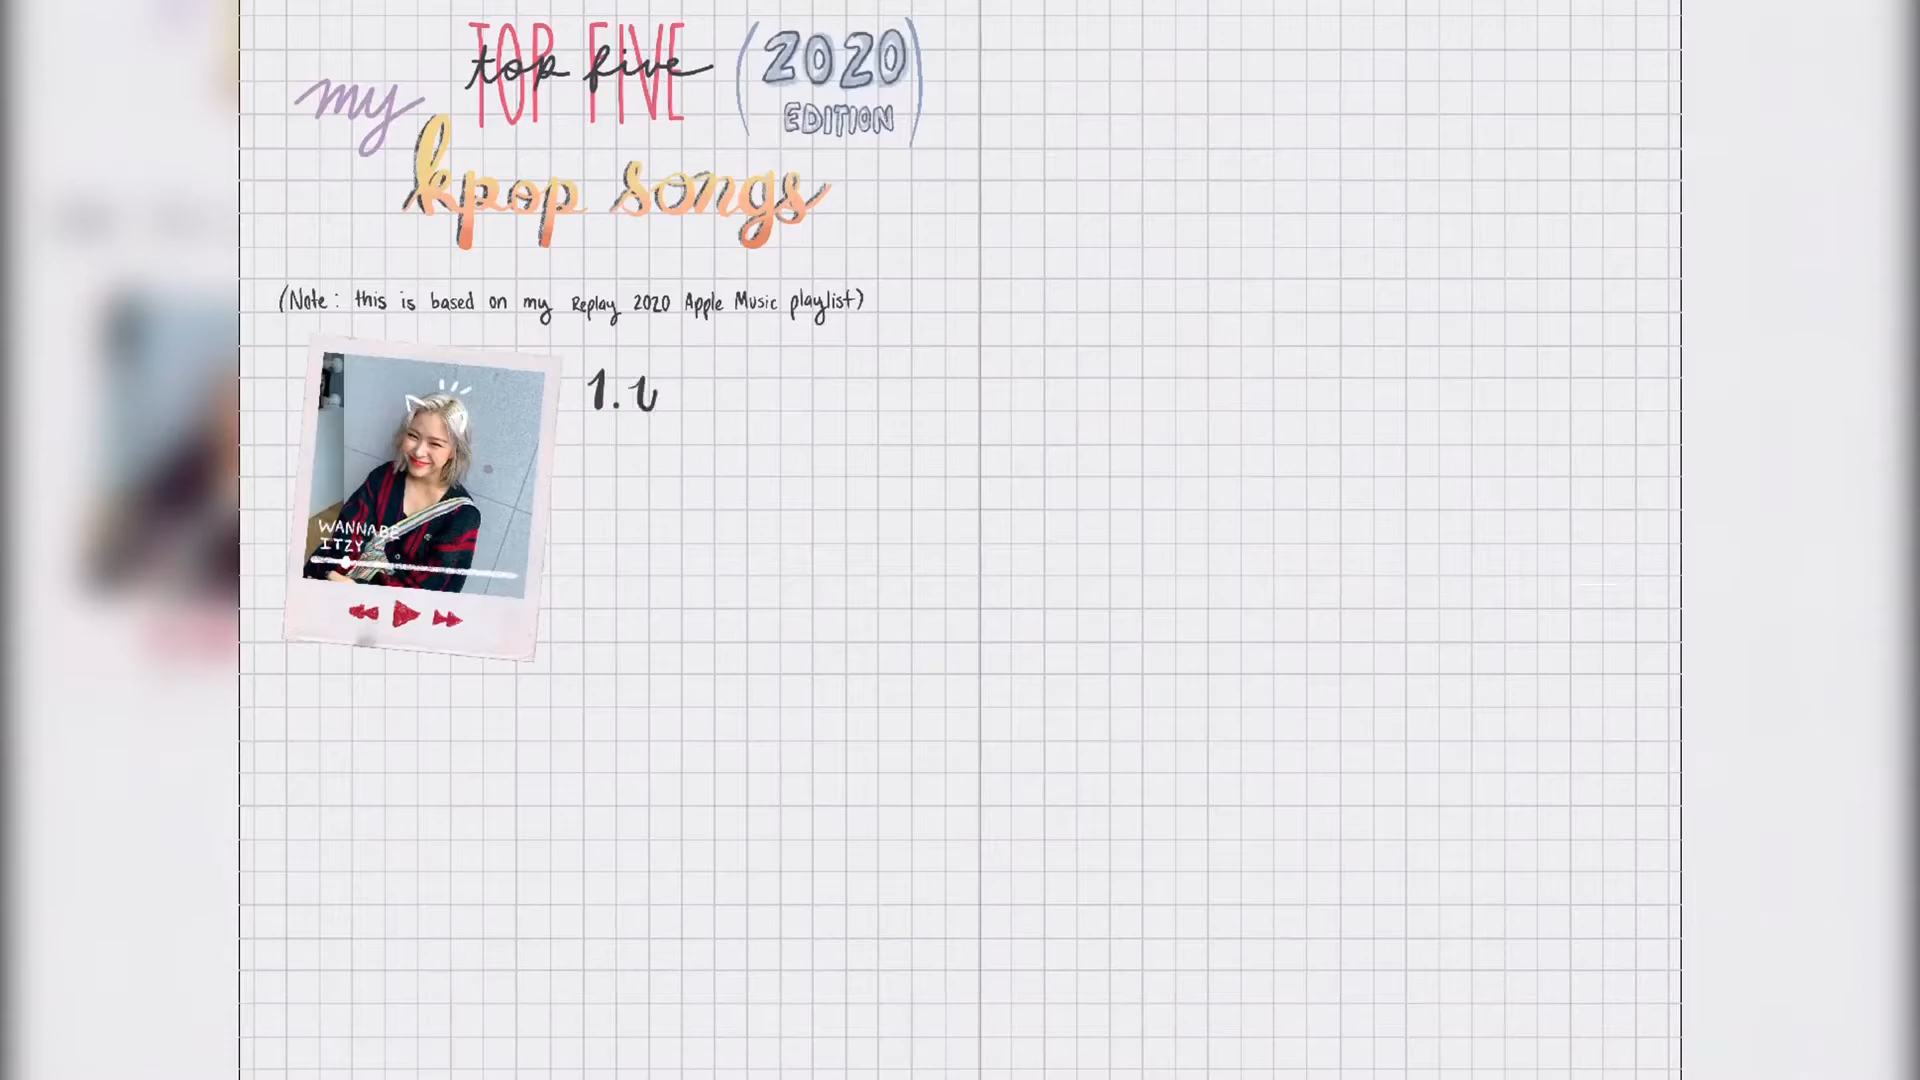 my
TOP FIVE
top five
(2020
EDITION)
kpop songs
(Note: this is based on my Replay 2020 Apple Music playlist)
1.
WANNABE
ITZY